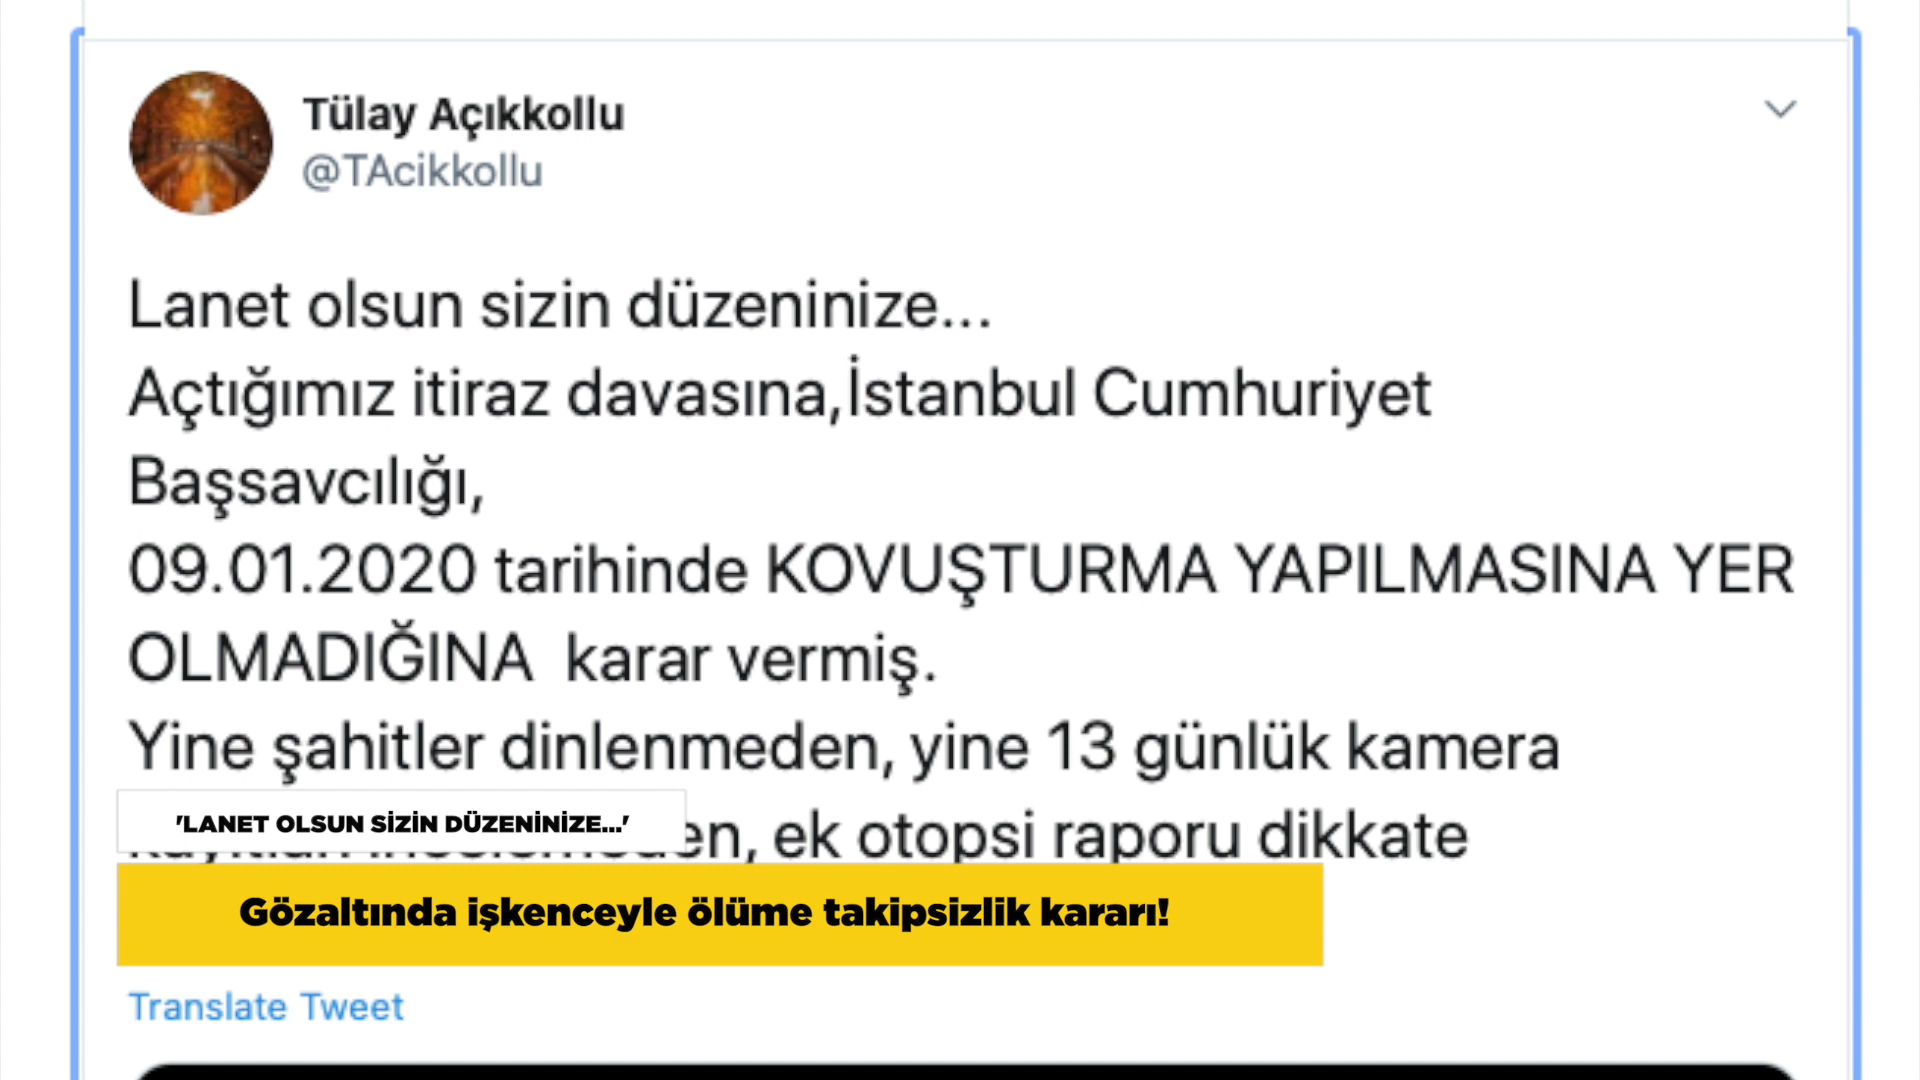 Tülay Açıkkollu
@TAcikkollu
Lanet olsun sizin düzeninize...
Açtığımız itiraz davasına,İstanbul Cumhuriyet
Başsavcılığı,
09.01.2020 tarihinde KOVUŞTURMA YAPILMASINA YER
OLMADIĞINA karar vermiş.
Yine şahitler dinlenmeden, yine 13 günlük kamera
ek otopsi raporu dikkate
'LANET OLSUN SİZİN DÜZENİNİZE...'
Gözaltında işkenceyle ölüme takipsizlik kararı!
Translate Tweet